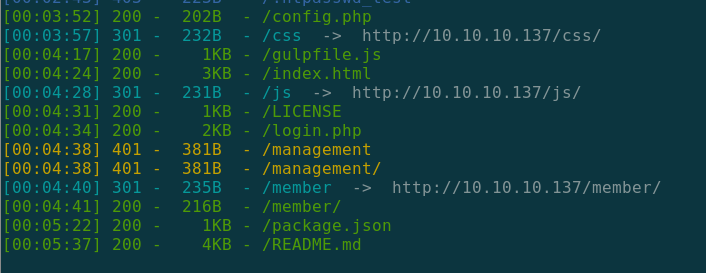 [00:03:52] 200 - 202B - /config.php
[00:03:57] 301 - 232B - /css -> http://10.10.10.137/css/
[00:04:17] 200 - 1KB - /gulpfile.js
[00:04:24] 200 - 3KB - /index.html
[00:04:28] 301 - 231B - /js -> http://10.10.10.137/js/
[00:04:31] 200 - 1KB - /LICENSE
[00:04:34] 200 - 2KB - /login.php
[00:04:38] 401 - 381B - /management
[00:04:38] 401 - 381B - /management/
[00:04:40] 301 - 235B - /member -> http://10.10.10.137/member/
[00:04:41] 200 - 216B - /member/
[00:05:22] 200 - 1KB - /package.json
[00:05:37] 200 - 4KB - /README.md